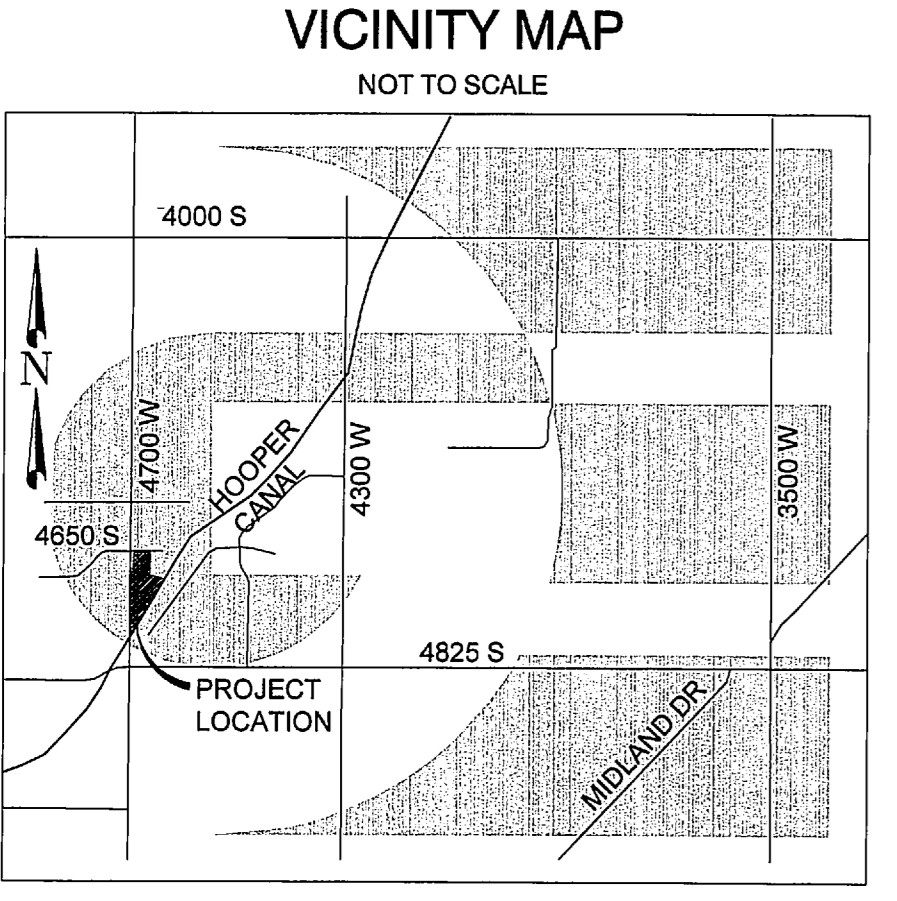 VICINITY MAP
NOT TO SCALE
4000 S
N
4700 W
HOOPER
CANAL
4300 W
3500 W
4650 S
4825 S
PROJECT
LOCATION
MIDLAND DR